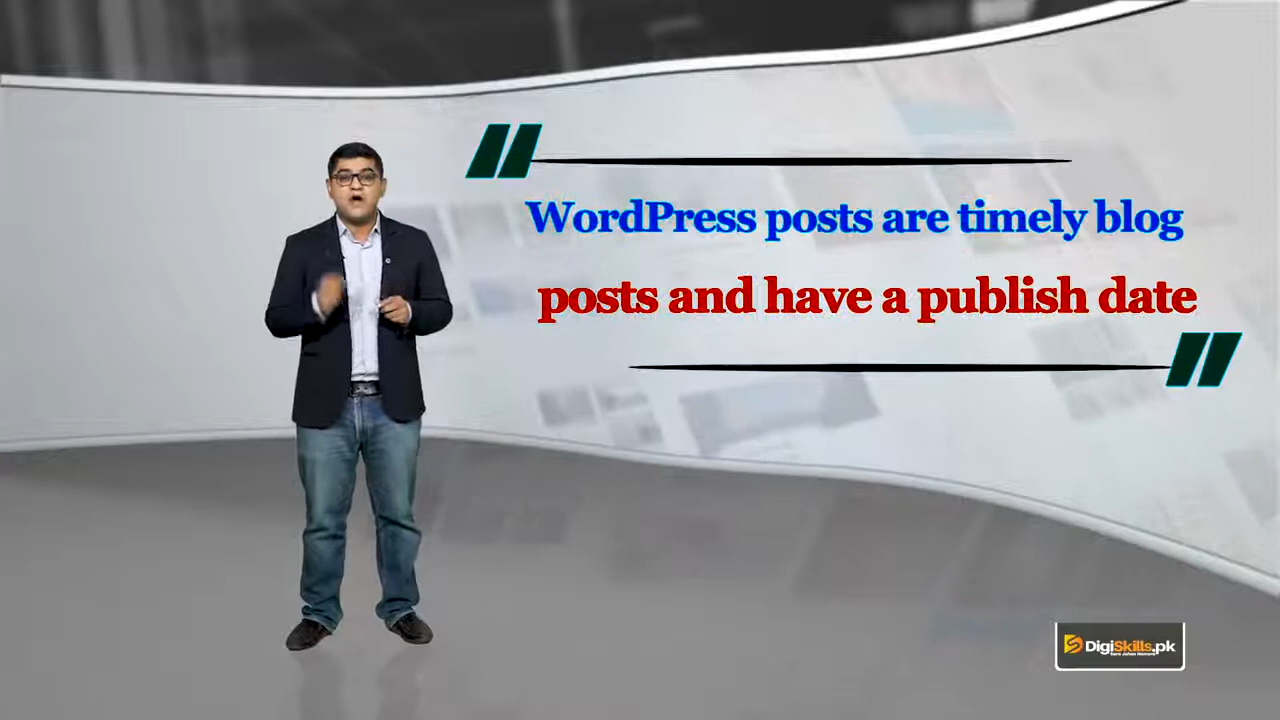 WordPress posts are timely blog
posts and have a publish date
DigiSkills.pk